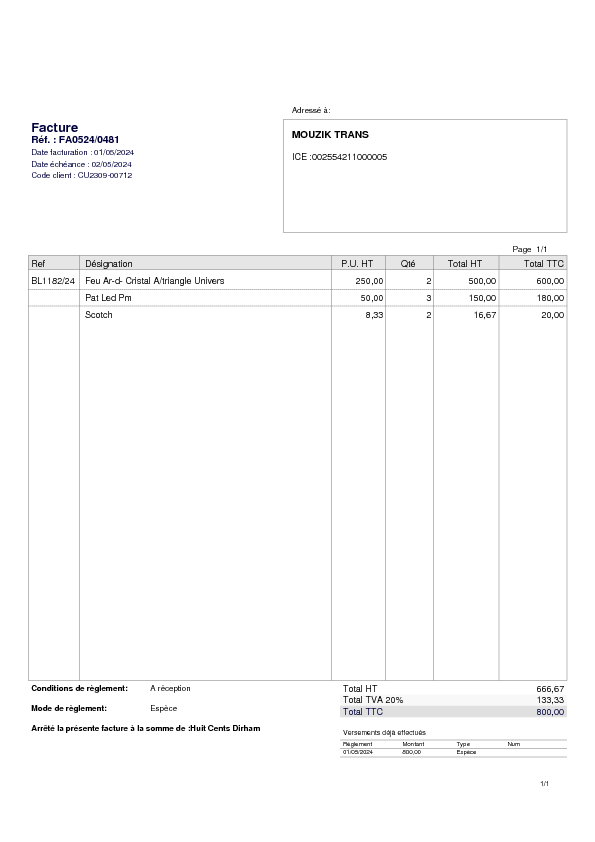 Adressé à:
Facture
Réf. : FA0524/0481
Date facturation : 01/05/2024
Date échéance : 02/05/2024
Code client : CU2309-00712
MOUZIK TRANS
ICE :002554211000005
Page 1/1
Ref Désignation P.U. HT Qté Total HT Total TTC
BL1182/24 Feu Ar-d- Cristal A/triangle Univers 250,00 2 500,00 600,00
Pat Led Pm 50,00 3 150,00 180,00
Scotch 8,33 2 16,67 20,00
Conditions de règlement: A réception
Mode de règlement: Espèce
Arrêté la présente facture à la somme de :Huit Cents Dirham
Total HT 666,67
Total TVA 20% 133,33
Total TTC 800,00
Versements déjà effectués
Règlement Montant Type Num
01/05/2024 800,00 Espèce
1/1